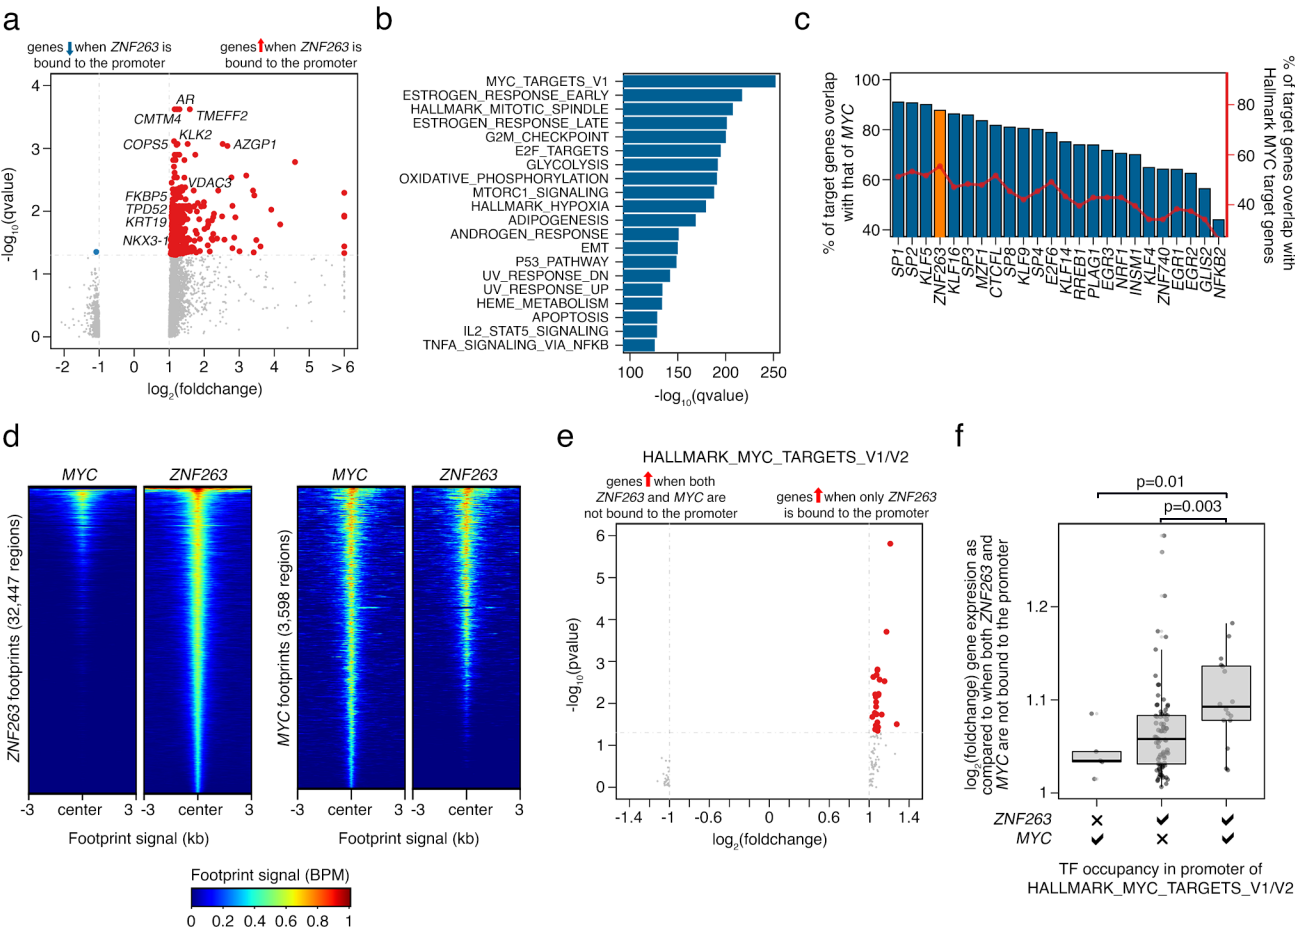 a
genes ↓ when ZNF263 is
bound to the promoter
genes ↑ when ZNF263 is
bound to the promoter
-log10(qvalue)
4
3
2
1
0
AR
CMTM4
TMEFF2
KLK2
COPS5
AZGP1
VDAC3
FKBP5
TPD52
KRT19
NKX3-1
-2
-1
0
1
2
3
4
5
>6
log2(foldchange)
b
MYC_TARGETS_V1
ESTROGEN_RESPONSE_EARLY
HALLMARK_MITOTIC_SPINDLE
ESTROGEN_RESPONSE_LATE
G2M_CHECKPOINT
E2F_TARGETS
GLYCOLYSIS
OXIDATIVE_PHOSPHORYLATION
MTORC1_SIGNALING
HALLMARK_HYPOXIA
ADIPOGENESIS
ANDROGEN_RESPONSE
EMT
P53_PATHWAY
UV_RESPONSE_DN
UV_RESPONSE_UP
HEME_METABOLISM
APOPTOSIS
IL2_STAT5_SIGNALING
TNFA_SIGNALING_VIA_NFKB
100
150
200
250
-log10(qvalue)
c
% of target genes overlap
with that of MYC
100
80
60
40
80
60
40
% of target genes overlap with
Hallmark MYC target genes
SP1
SP2
KLF5
ZNF263
KLF16
SP3
MZF1
CTCFL
SP8
KLF9
SP4
E2F6
KLF14
RREB1
PLAG1
EGR3
NRF1
INSM1
KLF4
ZNF740
EGR1
EGR2
GLIS2
NFKB2
d
MYC
ZNF263
ZNF263 footprints (32,447 regions)
-3
center
3
-3
center
3
Footprint signal (kb)
MYC
ZNF263
MYC footprints (3,598 regions)
-3
center
3
-3
center
3
Footprint signal (kb)
Footprint signal (BPM)
0
0.2
0.4
0.6
0.8
1
e
HALLMARK_MYC_TARGETS_V1/V2
genes ↑ when both
ZNF263 and MYC are
not bound to the promoter
genes ↑ when only ZNF263
is bound to the promoter
-log10(pvalue)
6
5
4
3
2
1
0
-1.4
-1
-0.6
0
0.6
1
1.4
log2(foldchange)
f
p=0.01
p=0.003
log2(foldchange) gene expression as
compared to when both ZNF263 and
MYC are not bound to the promoter
1.2
1.1
1
ZNF263
MYC
TF occupancy in promoter of
HALLMARK_MYC_TARGETS_V1/V2